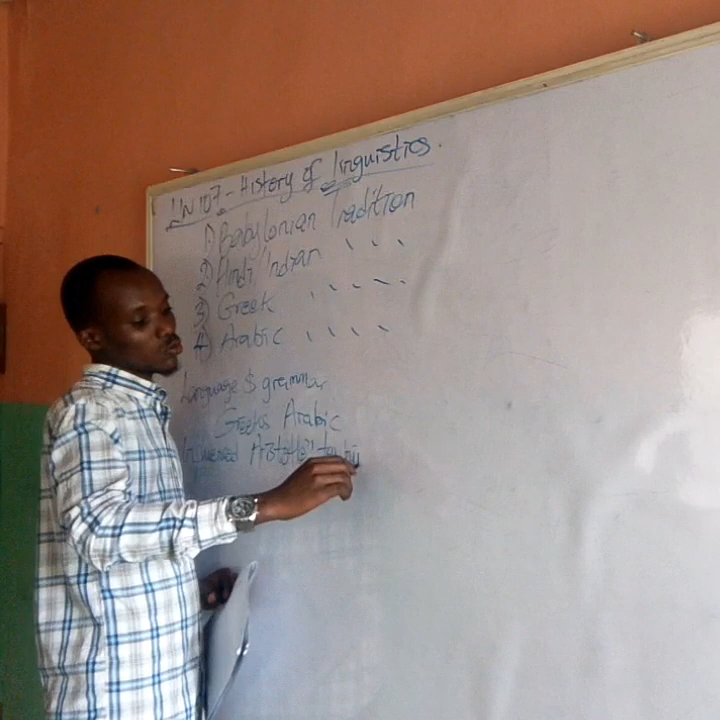 LIN 107 - History of Linguistics.
1) Babylonian Tradition
2) Hindi/Indian " "
3) Greek " "
4) Arabic " "
Language & grammar
Greeks Arabic
Aristotle